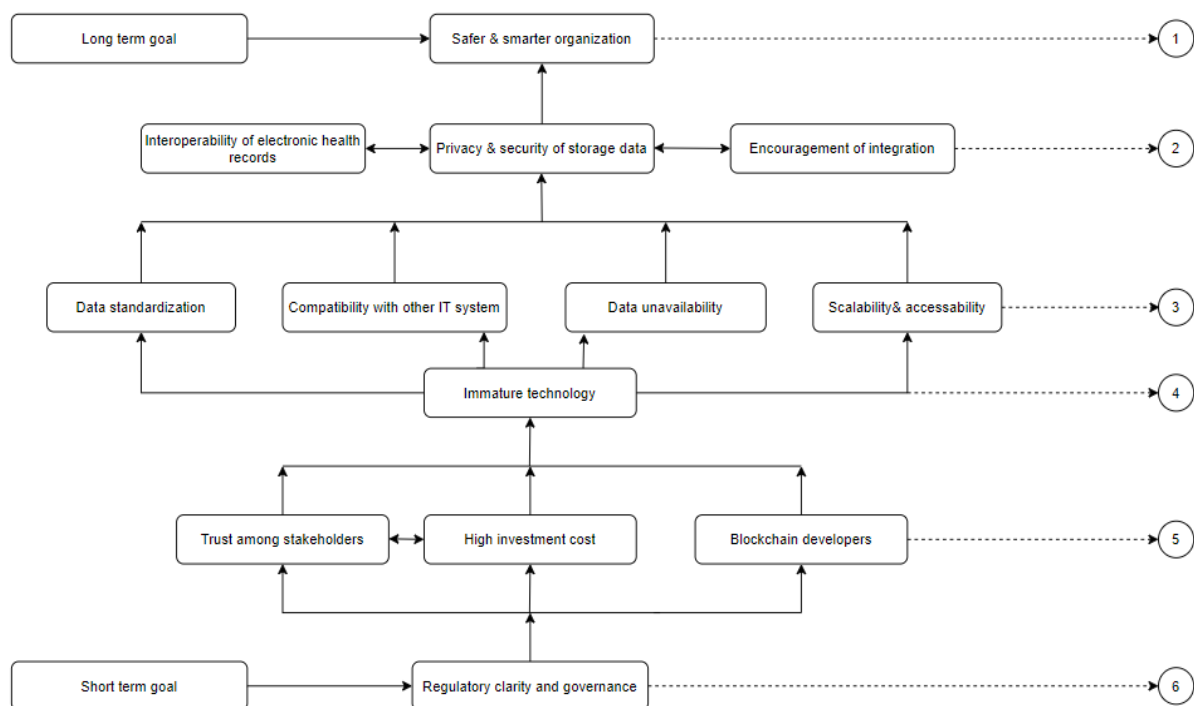 Long term goal
Safer & smarter organization
1
Interoperability of electronic health
records
Privacy & security of storage data
Encouragement of integration
2
Data standardization
Compatibility with other IT system
Data unavailability
Scalability& accessability
3
Immature technology
4
Trust among stakeholders
High investment cost
Blockchain developers
5
Short term goal
Regulatory clarity and governance
6